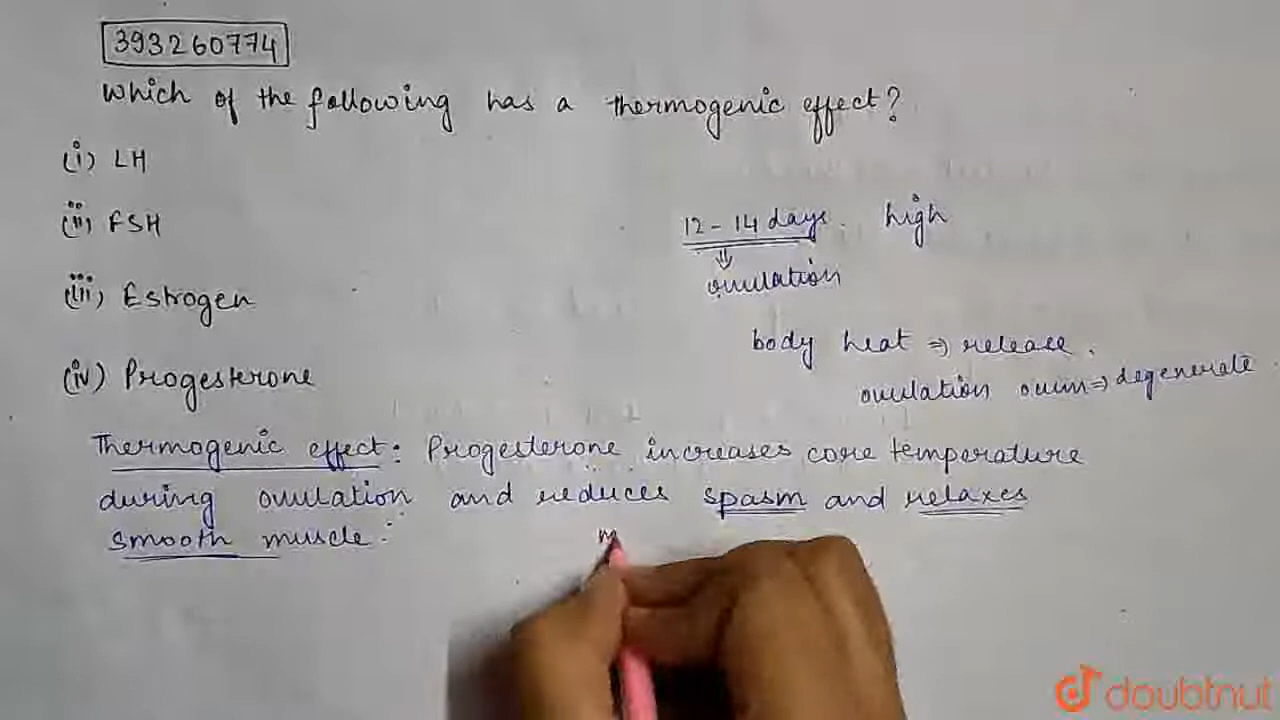 393260774
Which of the following has a thermogenic effect?
(i) LH
(ii) FSH
(iii) Estrogen
(iv) Progesterone
12 - 14 days. high
⇓
ovulation
body heat ⇒ release.
ovulation ovum ⇒ degenerate.
Thermogenic effect: Progesterone increases core temperature
during ovulation and reduces spasm and relaxes
smooth muscle.
m
doubtnut